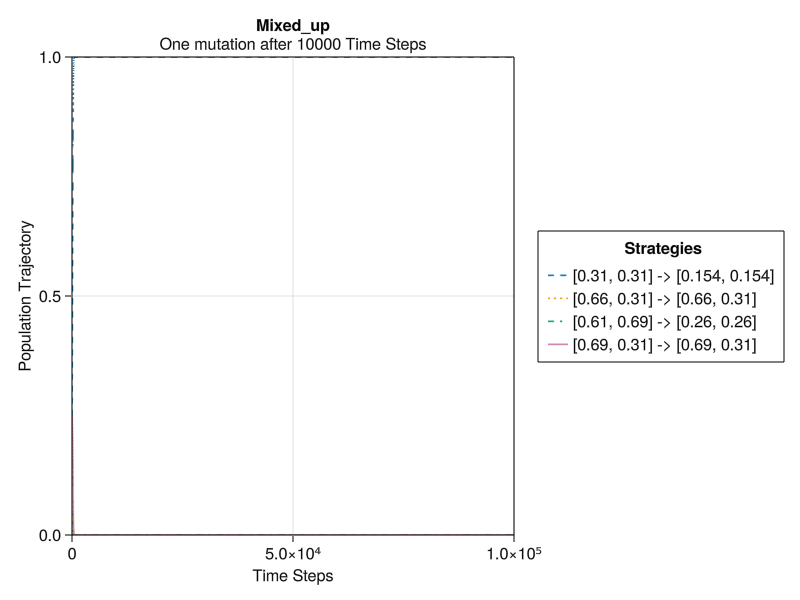 Mixed_up
One mutation after 10000 Time Steps
1.0
0.5
0.0
Population Trajectory
0
5.0×10⁴
1.0×10⁵
Time Steps
Strategies
[0.31, 0.31] -> [0.154, 0.154]
[0.66, 0.31] -> [0.66, 0.31]
[0.61, 0.69] -> [0.26, 0.26]
[0.69, 0.31] -> [0.69, 0.31]